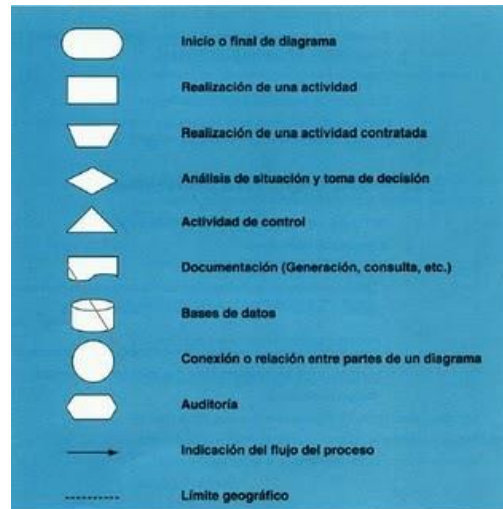 Inicio o final de diagrama
Realización de una actividad
Realización de una actividad contratada
Análisis de situación y toma de decisión
Actividad de control
Documentación (Generación, consulta, etc.)
Bases de datos
Conexión o relación entre partes de un diagrama
Auditoría
Indicación del flujo del proceso
Límite geográfico